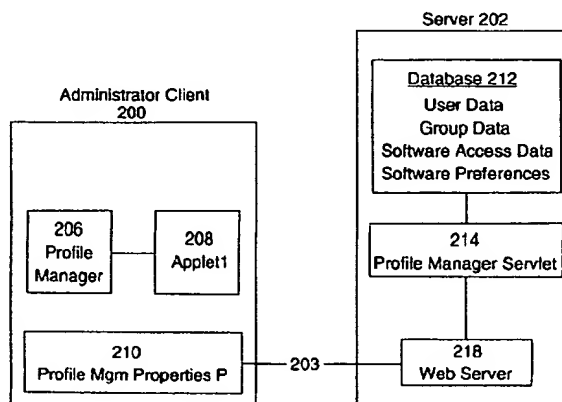 Administrator Client
200
206
Profile
Manager
208
Applet1
210
Profile Mgm Properties P
203
Server 202
Database 212
User Data
Group Data
Software Access Data
Software Preferences
214
Profile Manager Servlet
218
Web Server